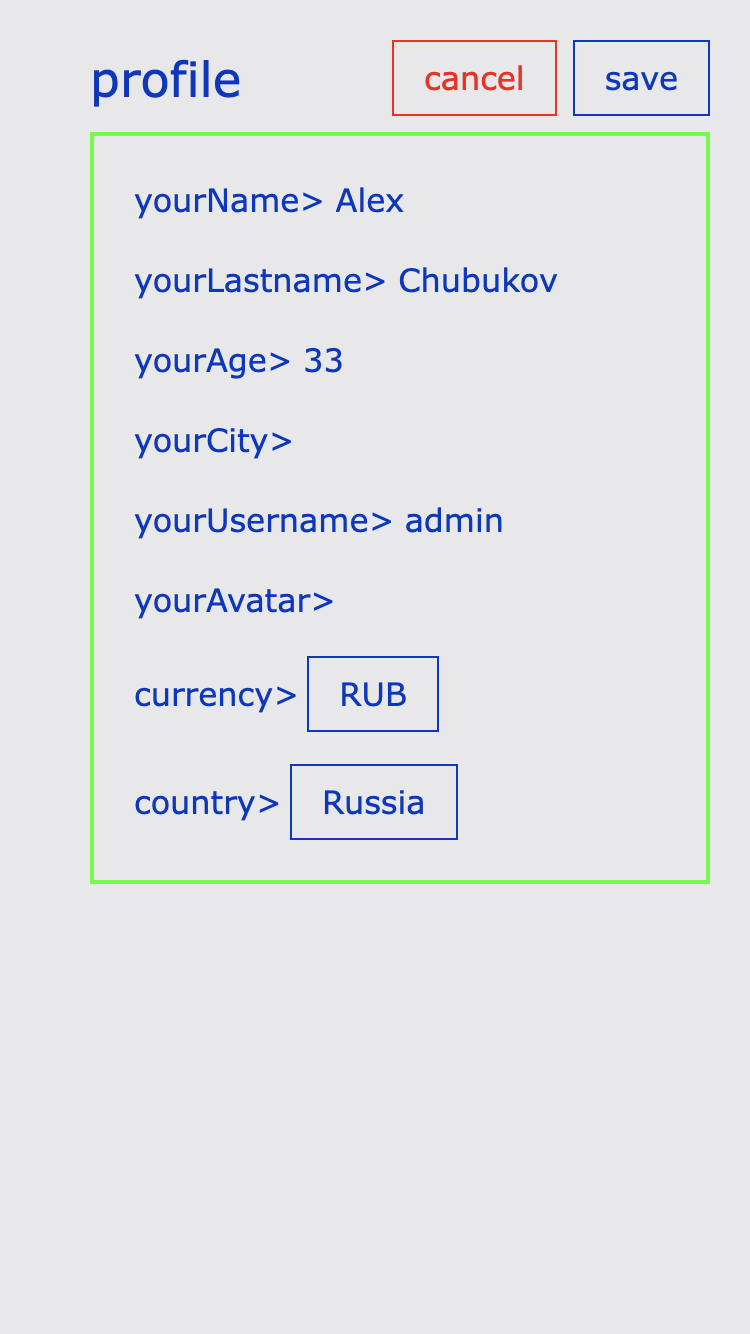 profile cancel save
yourName> Alex
yourLastname> Chubukov
yourAge> 33
yourCity>
yourUsername> admin
yourAvatar>
currency> RUB
country> Russia